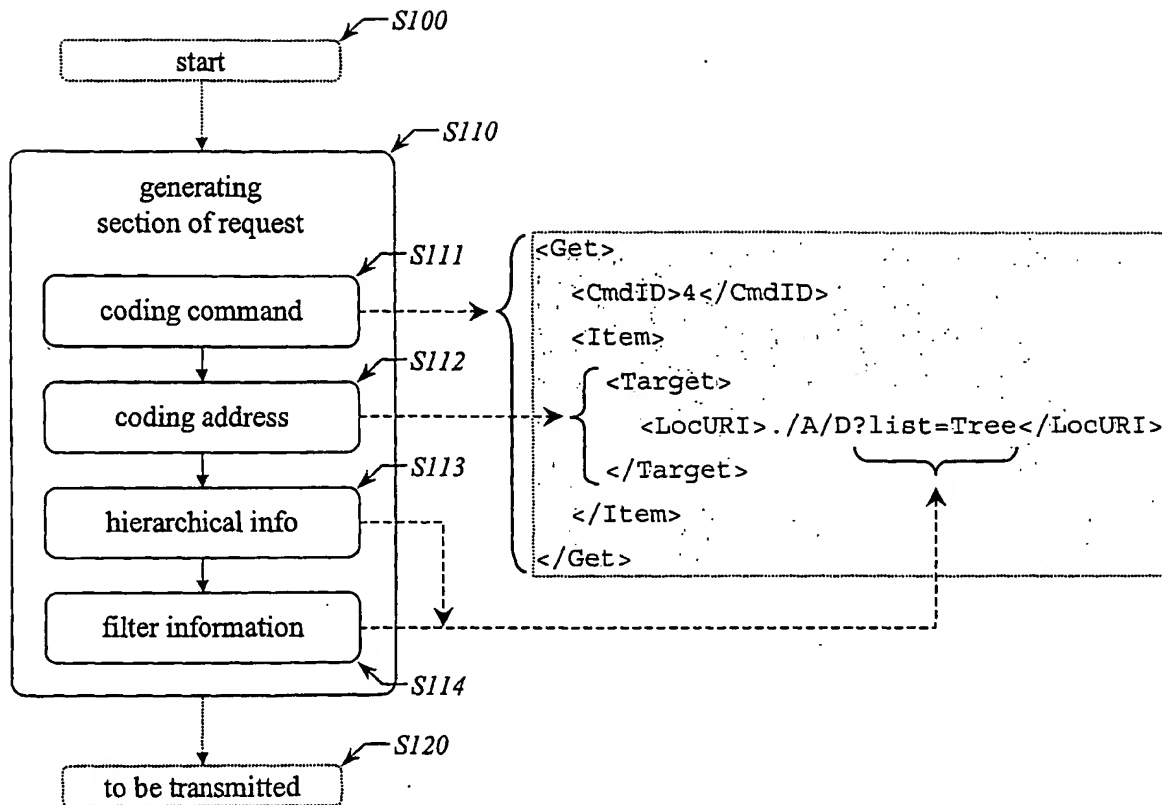 S100
start
S110
generating
section of request
S111
coding command
S112
coding address
S113
hierarchical info
filter information
S114
S120
to be transmitted
<Get>
<CmdID>4</CmdID>
<Item>
<Target>
<LocURI>./A/D?list=Tree</LocURI>
</Target>
</Item>
</Get>